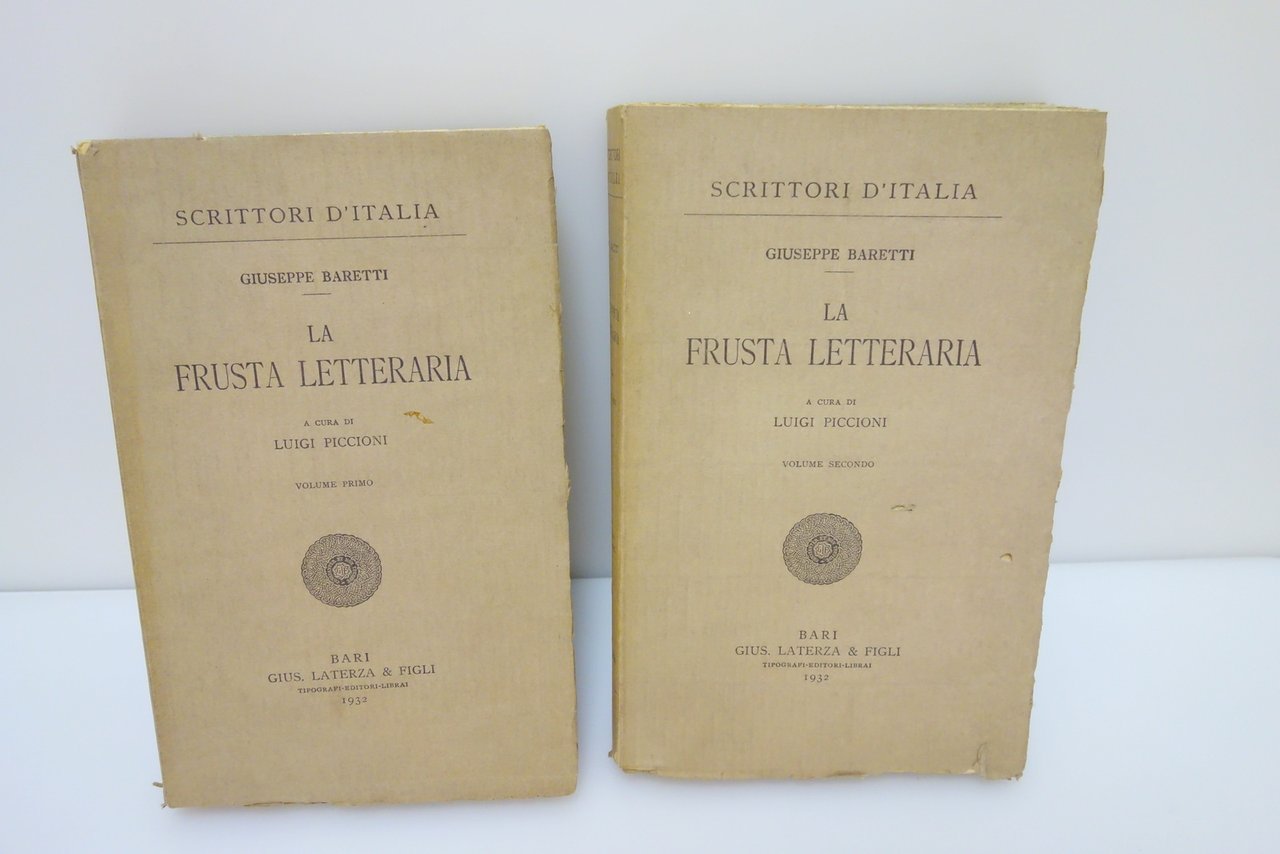 SCRITTORI D'ITALIA
GIUSEPPE BARETTI
LA
FRUSTA LETTERARIA
A CURA DI
LUIGI PICCIONI
VOLUME PRIMO
BARI
GIUS. LATERZA & FIGLI
TIPOGRAFI-EDITORI-LIBRAI
1932
SCRITTORI D'ITALIA
GIUSEPPE BARETTI
LA
FRUSTA LETTERARIA
A CURA DI
LUIGI PICCIONI
VOLUME SECONDO
BARI
GIUS. LATERZA & FIGLI
TIPOGRAFI-EDITORI-LIBRAI
1932